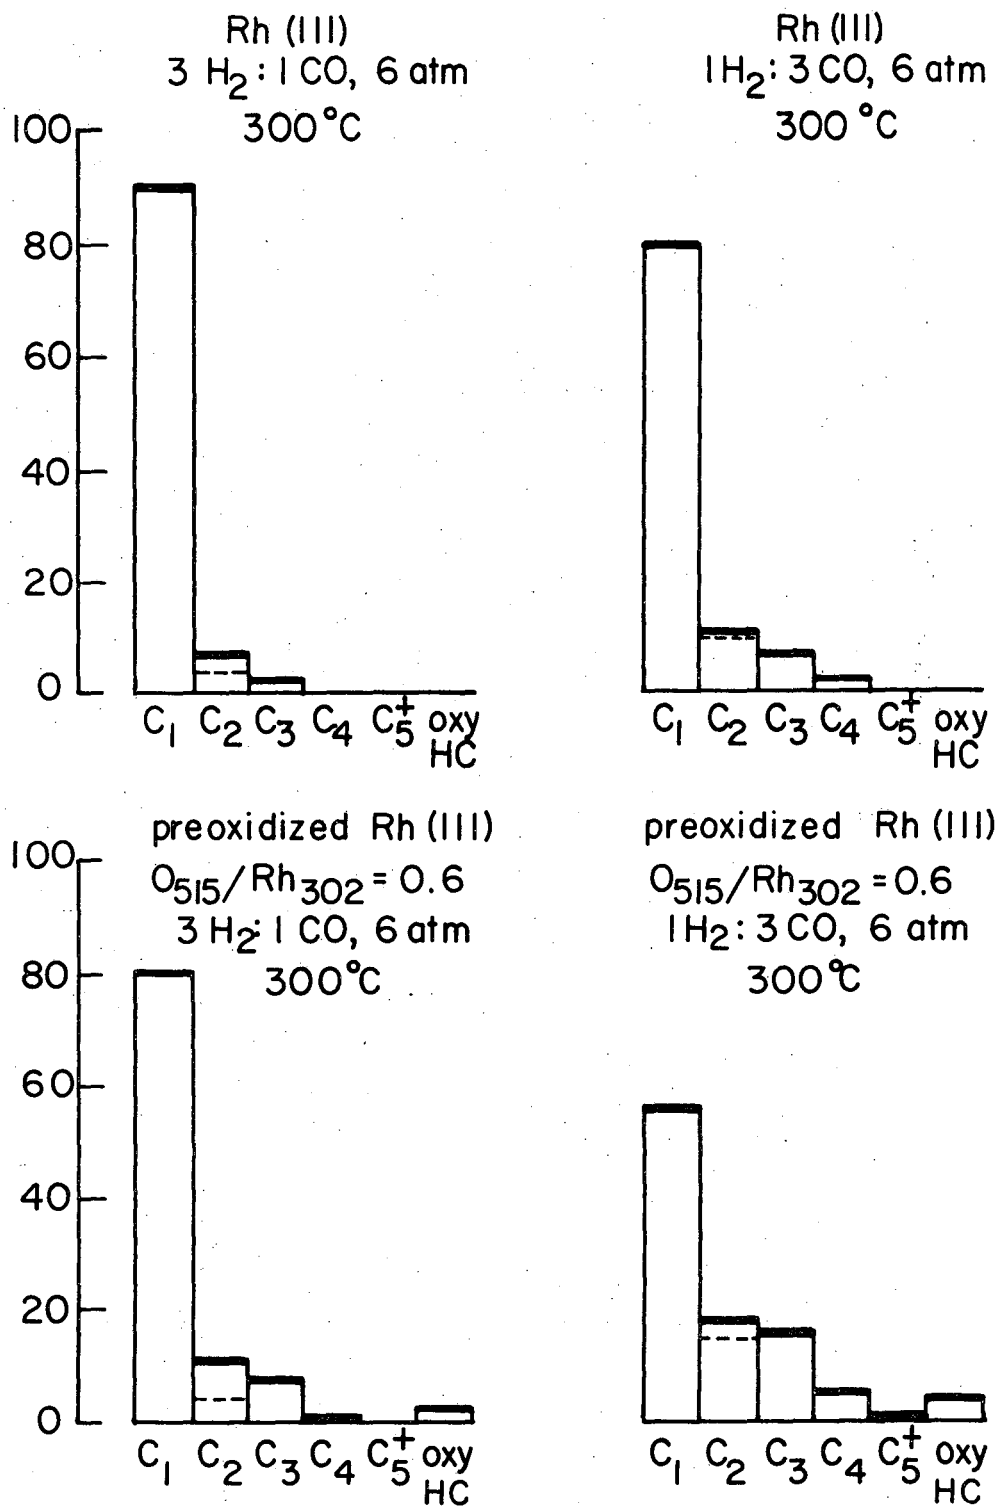 Rh (111)
3 H₂ : 1 CO, 6 atm
300 °C
100
80
60
40
20
0
C₁ C₂ C₃ C₄ C₅⁺ oxy
HC
Rh (111)
1 H₂ : 3 CO, 6 atm
300 °C
C₁ C₂ C₃ C₄ C₅⁺ oxy
HC
preoxidized Rh (111)
O₅₁₅/Rh₃₀₂ = 0.6
3 H₂ : 1 CO, 6 atm
300°C
100
80
60
40
20
0
C₁ C₂ C₃ C₄ C₅⁺ oxy
HC
preoxidized Rh (111)
O₅₁₅/Rh₃₀₂ = 0.6
1 H₂ : 3 CO, 6 atm
300°C
C₁ C₂ C₃ C₄ C₅⁺ oxy
HC